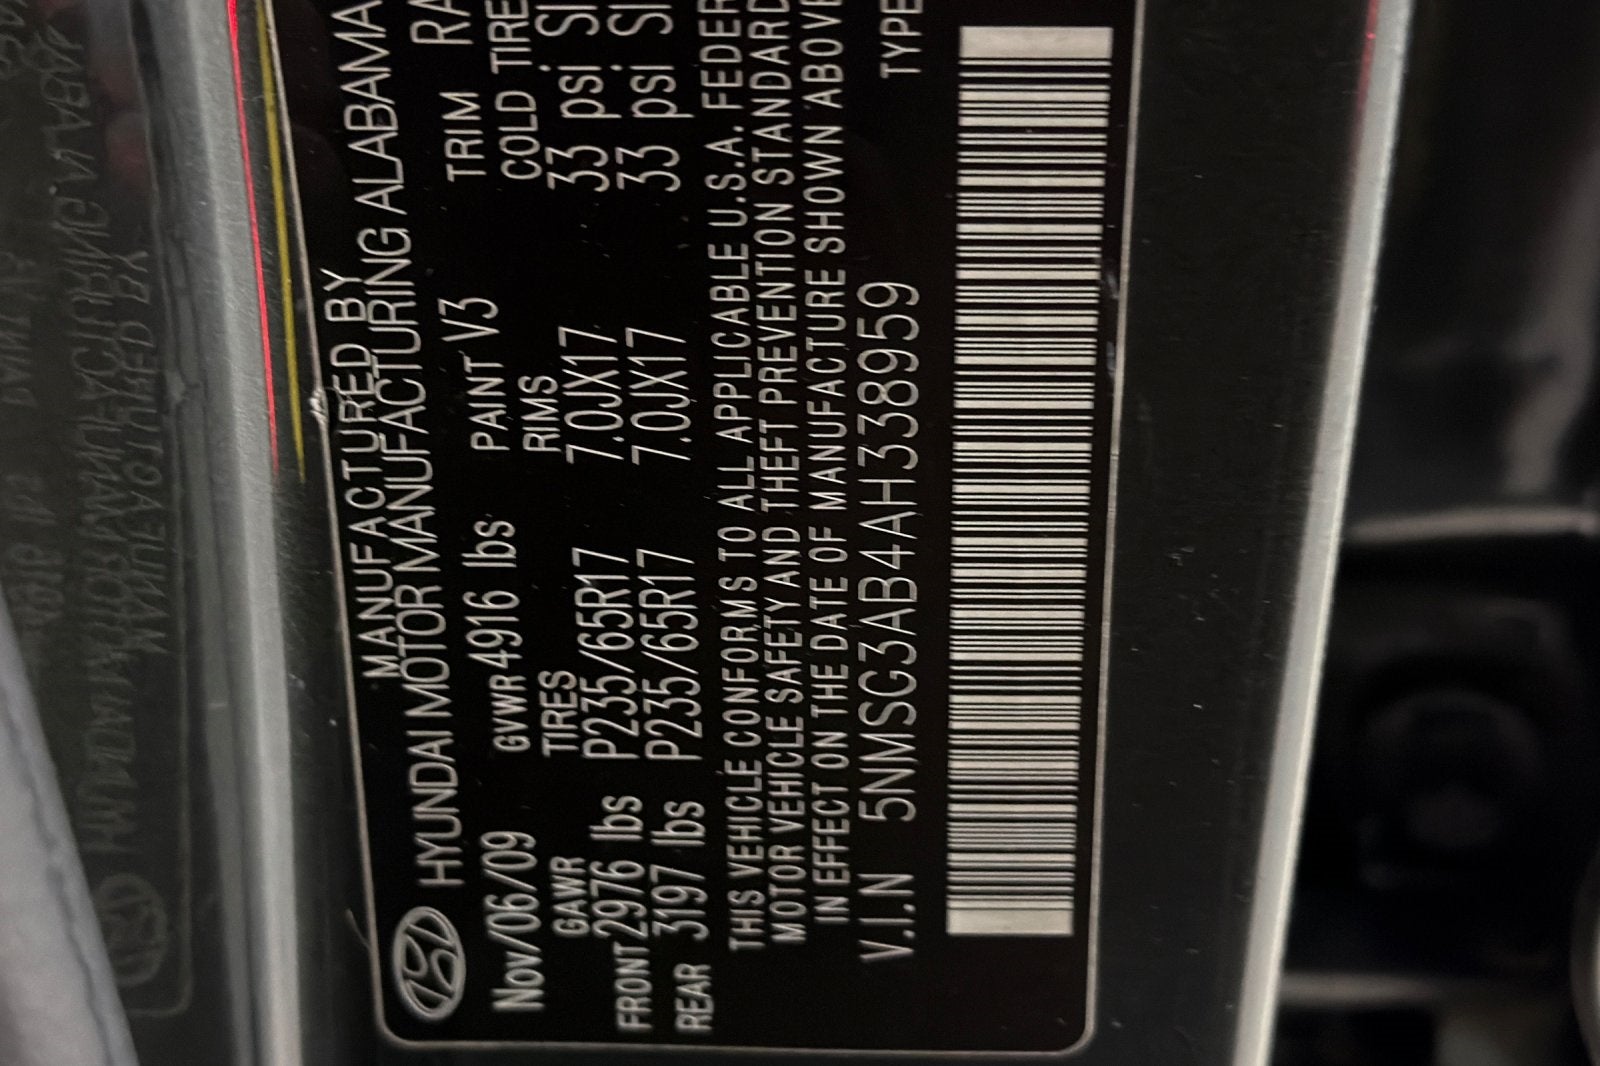 MANUFACTURED BY
HYUNDAI MOTOR MANUFACTURING ALABAMA
Nov/06/09 GVWR 4916 lbs PAINT V3 TRIM RA
GAWR TIRES RIMS COLD TIRE
FRONT 2976 lbs P235/65R17 7.0JX17 33 psi SI
REAR 3197 lbs P235/65R17 7.0JX17 33 psi SI
THIS VEHICLE CONFORMS TO ALL APPLICABLE U.S.A. FEDER
MOTOR VEHICLE SAFETY AND THEFT PREVENTION STANDARD
IN EFFECT ON THE DATE OF MANUFACTURE SHOWN ABOVE
V.I.N 5NMSG3AB4AH338959 TYPE